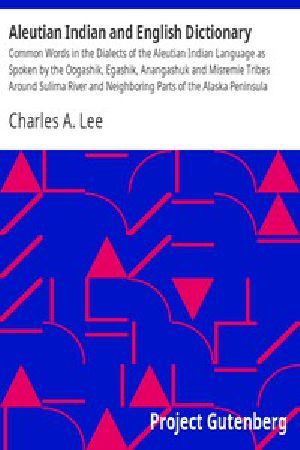 Aleutian Indian and English Dictionary
Common Words in the Dialects of the Aleutian Indian Language as
Spoken by the Oogashik, Egashik, Anangashuk and Misremie Tribes
Around Sulima River and Neighboring Parts of the Alaska Peninsula
Charles A. Lee
Project Gutenberg